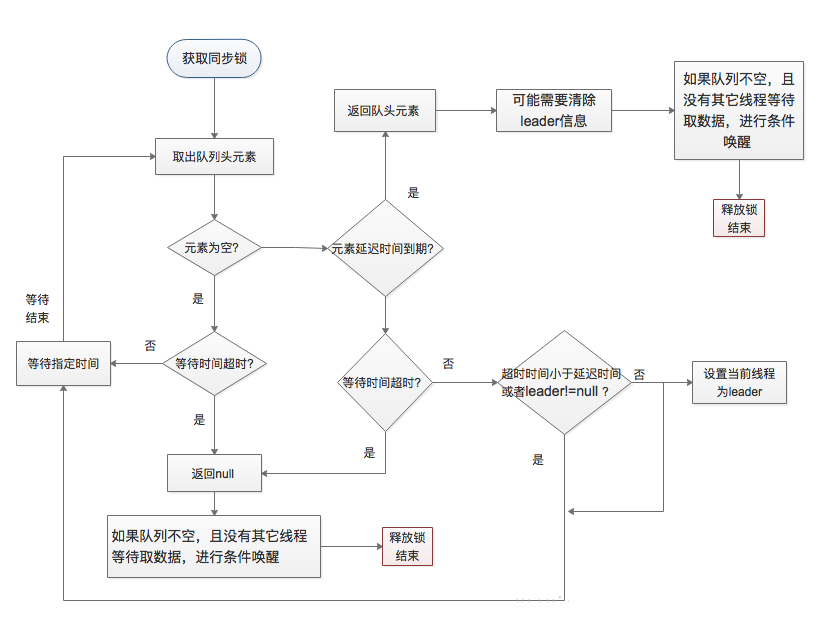 获取同步锁
取出队列头元素
元素为空?
是
等待时间超时?
否
等待指定时间
等待
结束
是
返回null
如果队列不空，且没有其它线程
等待取数据，进行条件唤醒
释放锁
结束
元素延迟时间到期?
是
返回队头元素
可能需要清除
leader信息
如果队列不空，且
没有其它线程等待
取数据，进行条件
唤醒
释放锁
结束
等待时间超时?
是
否
超时时间小于延迟时间
或者leader!=null ?
否
是
设置当前线程
为leader